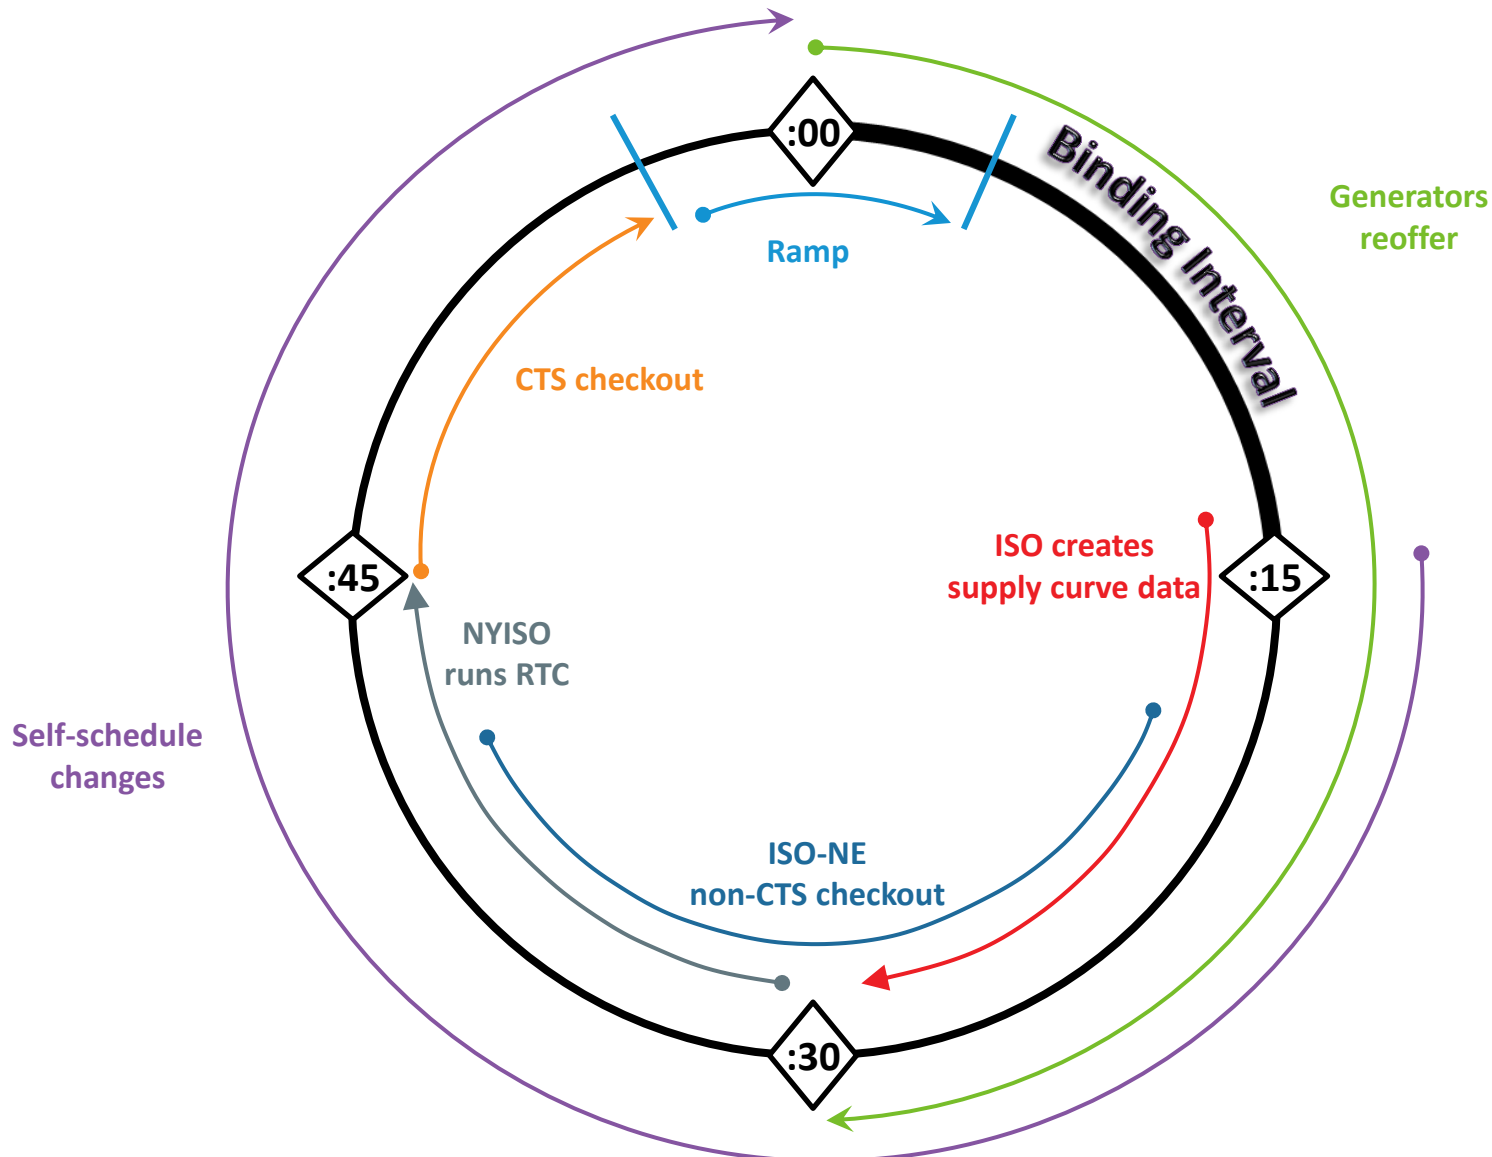 :00
Binding Interval
Generators
reoffer
Ramp
CTS checkout
ISO creates
supply curve data
:45
:15
NYISO
runs RTC
Self-schedule
changes
ISO-NE
non-CTS checkout
:30